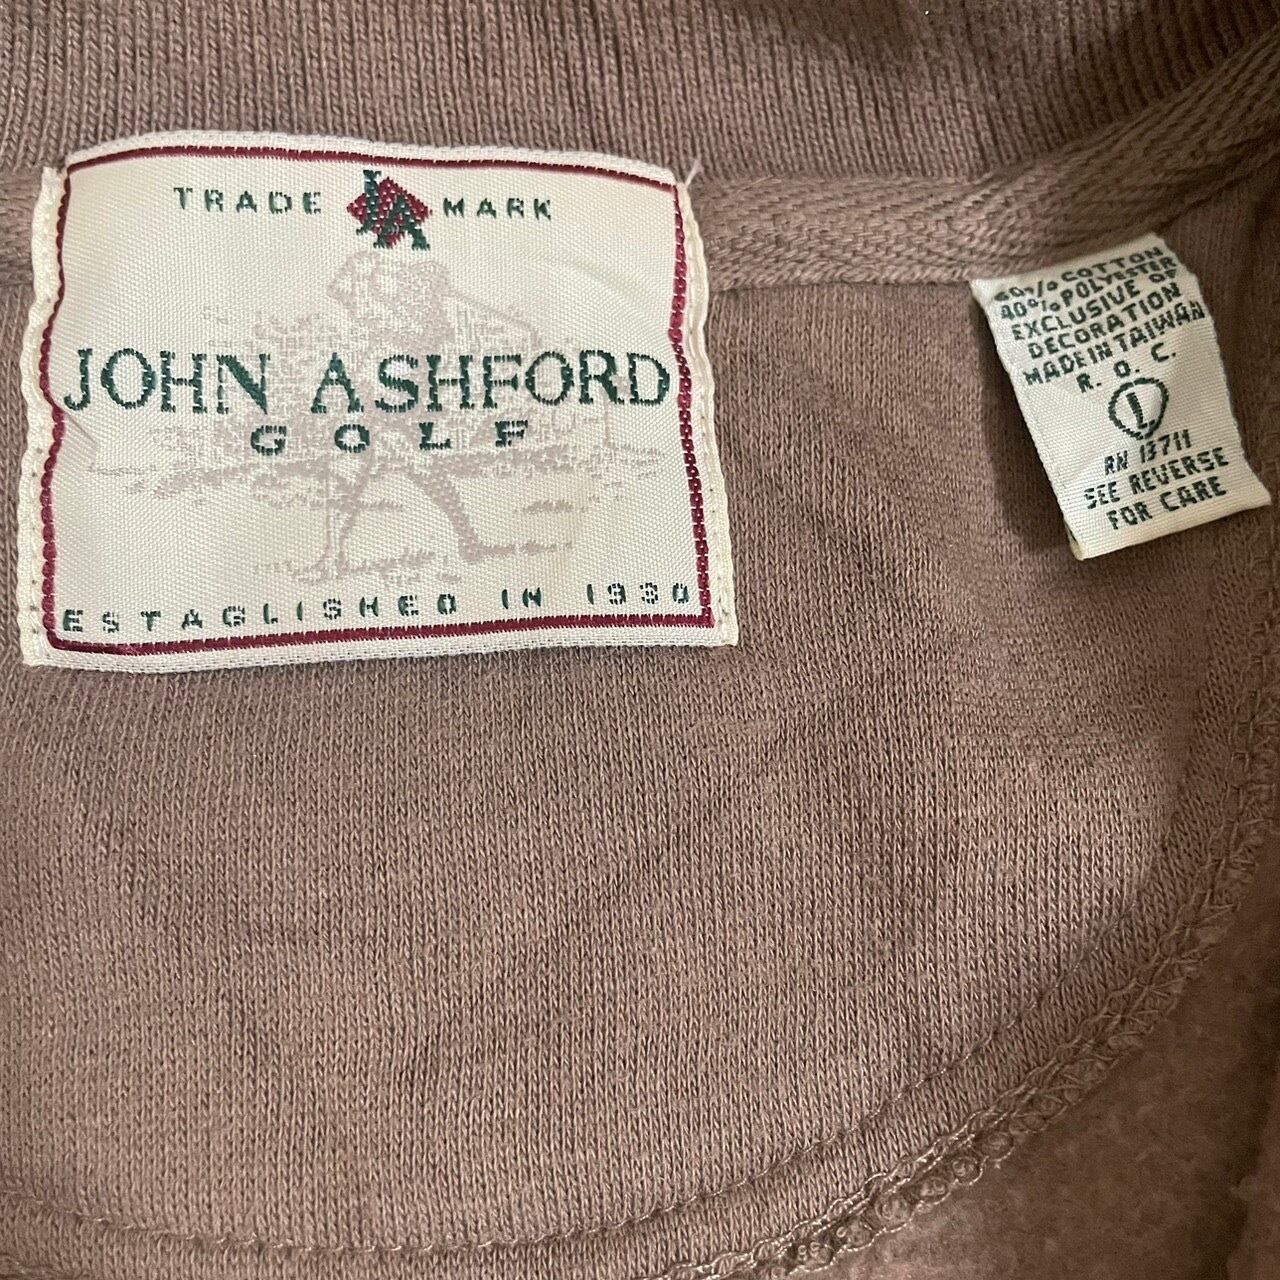 TRADE JA MARK
JOHN ASHFORD
GOLF
ESTABLISHED IN 1930
60% COTTON
40% POLYESTER
EXCLUSIVE OF
DECORATION
MADE IN TAIWAN
R. O. C.
L
RN 13711
SEE REVERSE
FOR CARE